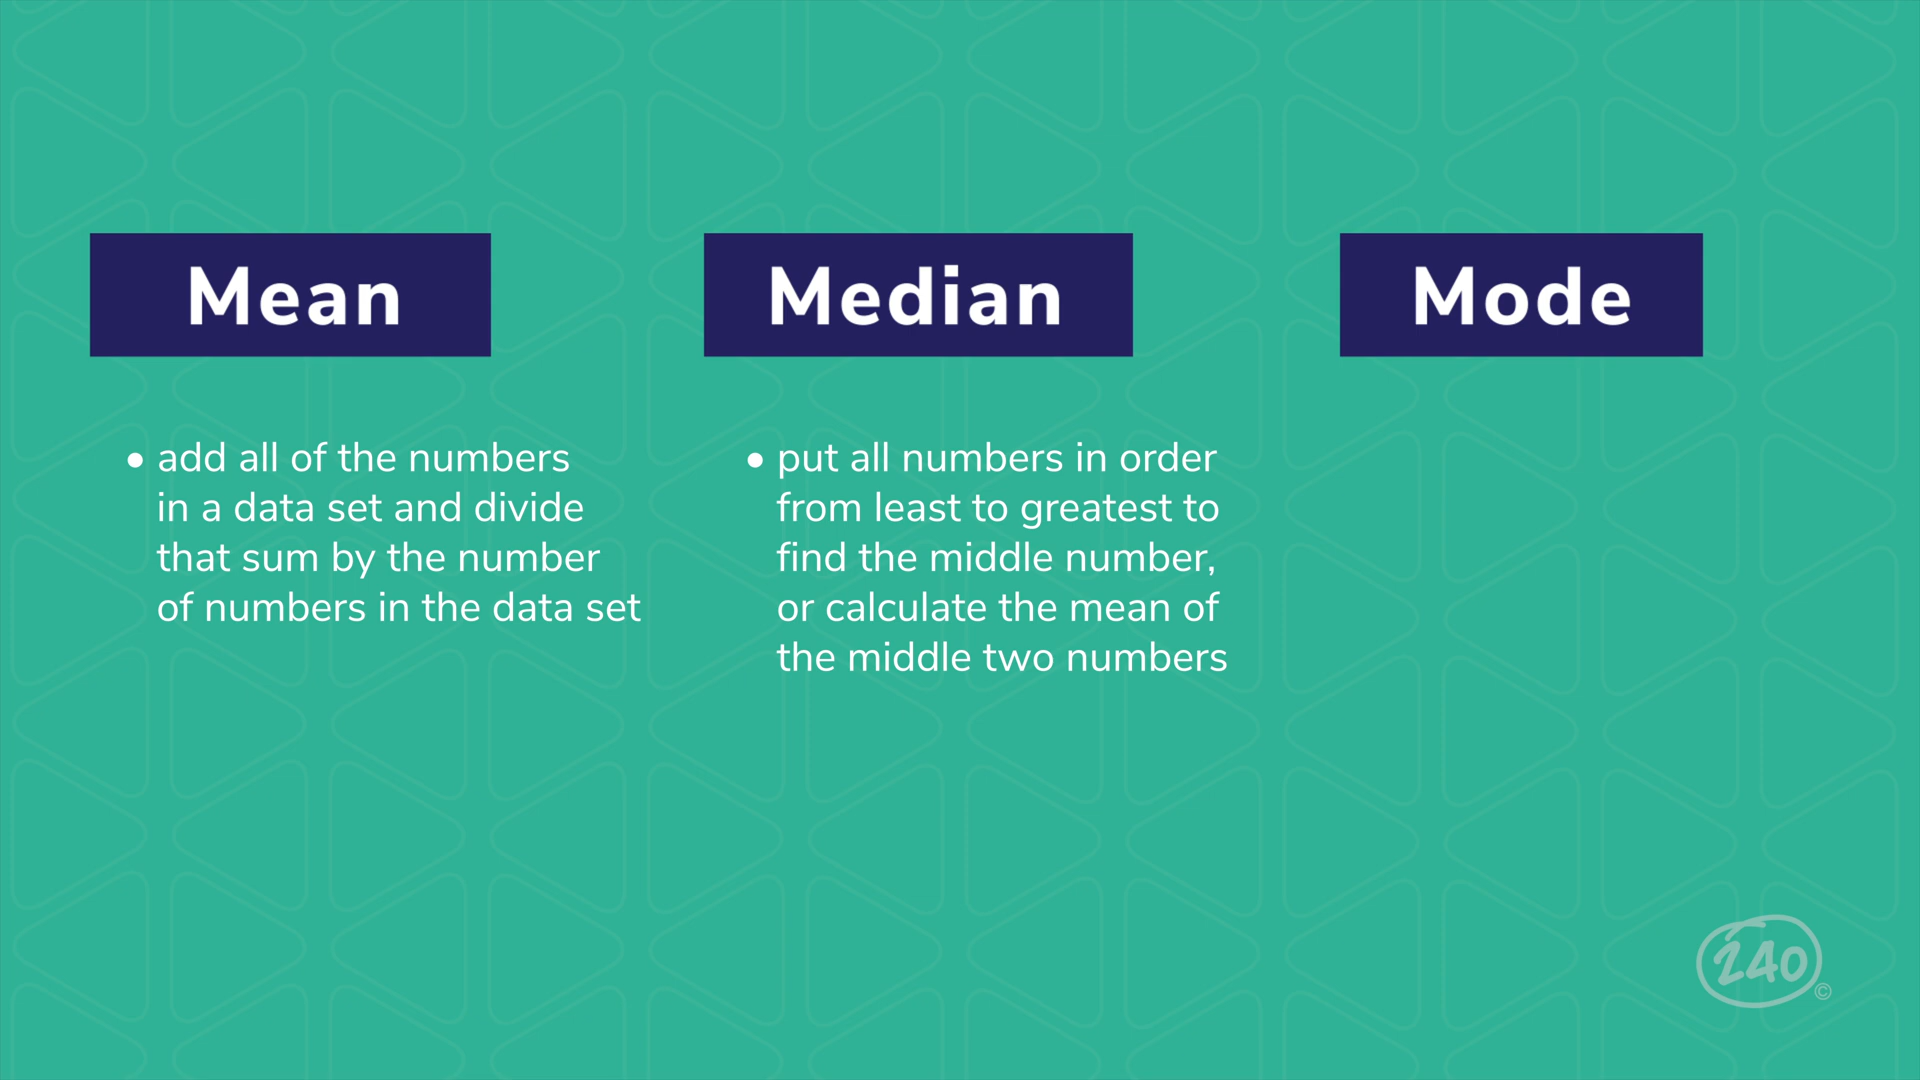 Mean
• add all of the numbers
in a data set and divide
that sum by the number
of numbers in the data set
Median
• put all numbers in order
from least to greatest to
find the middle number,
or calculate the mean of
the middle two numbers
Mode
240
©